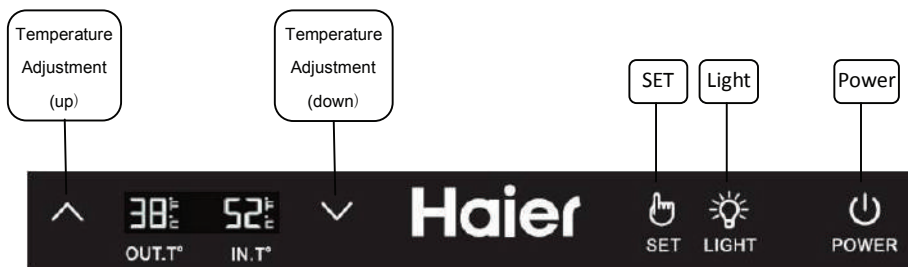 Temperature
Adjustment
(up)
Temperature
Adjustment
(down)
SET
Light
Power
38 °F °C
52 °F °C
Haier
OUT.T°
IN.T°
SET
LIGHT
POWER